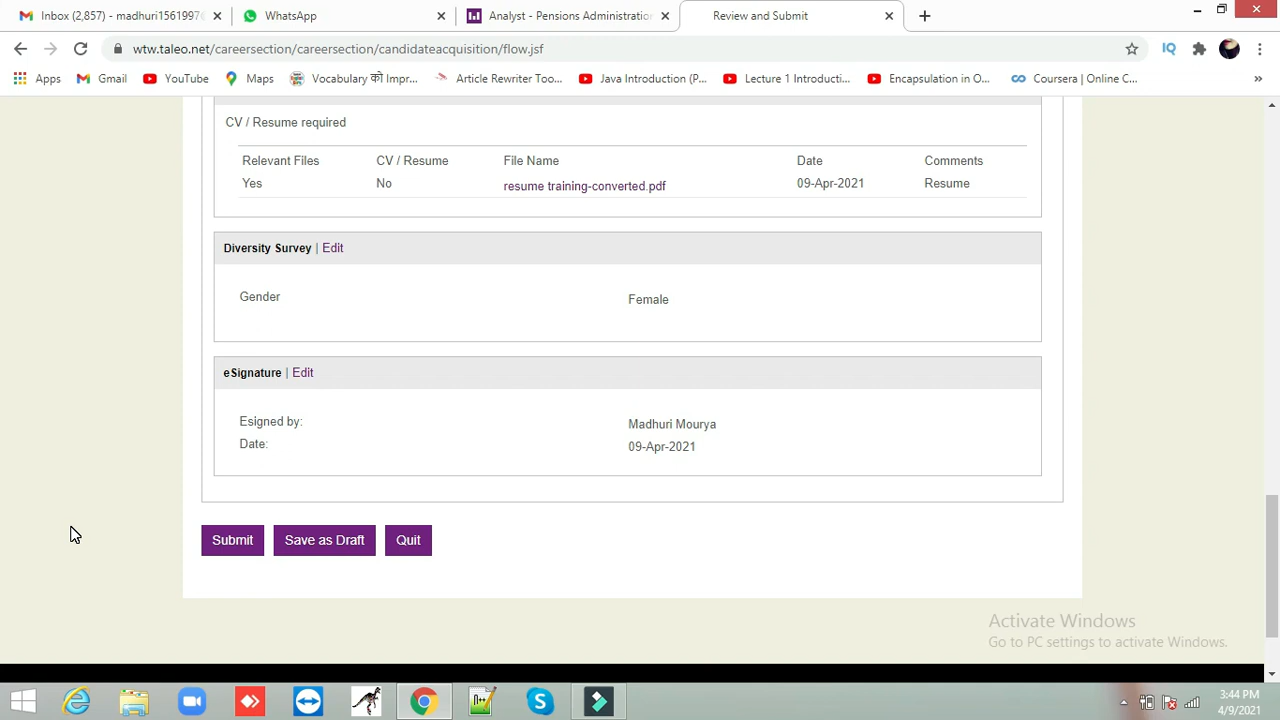 Inbox (2,857) - madhuri1561997
WhatsApp
Analyst - Pensions Administration
Review and Submit
wtw.taleo.net/careersection/careersection/candidateacquisition/flow.jsf
Apps
Gmail
YouTube
Maps
Vocabulary को Impr...
Article Rewriter Too...
Java Introduction (P...
Lecture 1 Introducti...
Encapsulation in O...
Coursera | Online C...
»
CV / Resume required
Relevant Files CV / Resume File Name Date Comments
Yes No resume training-converted.pdf 09-Apr-2021 Resume
Diversity Survey | Edit
Gender Female
eSignature | Edit
Esigned by: Madhuri Mourya
Date: 09-Apr-2021
Submit Save as Draft Quit
Activate Windows
Go to PC settings to activate Windows.
3:44 PM
4/9/2021